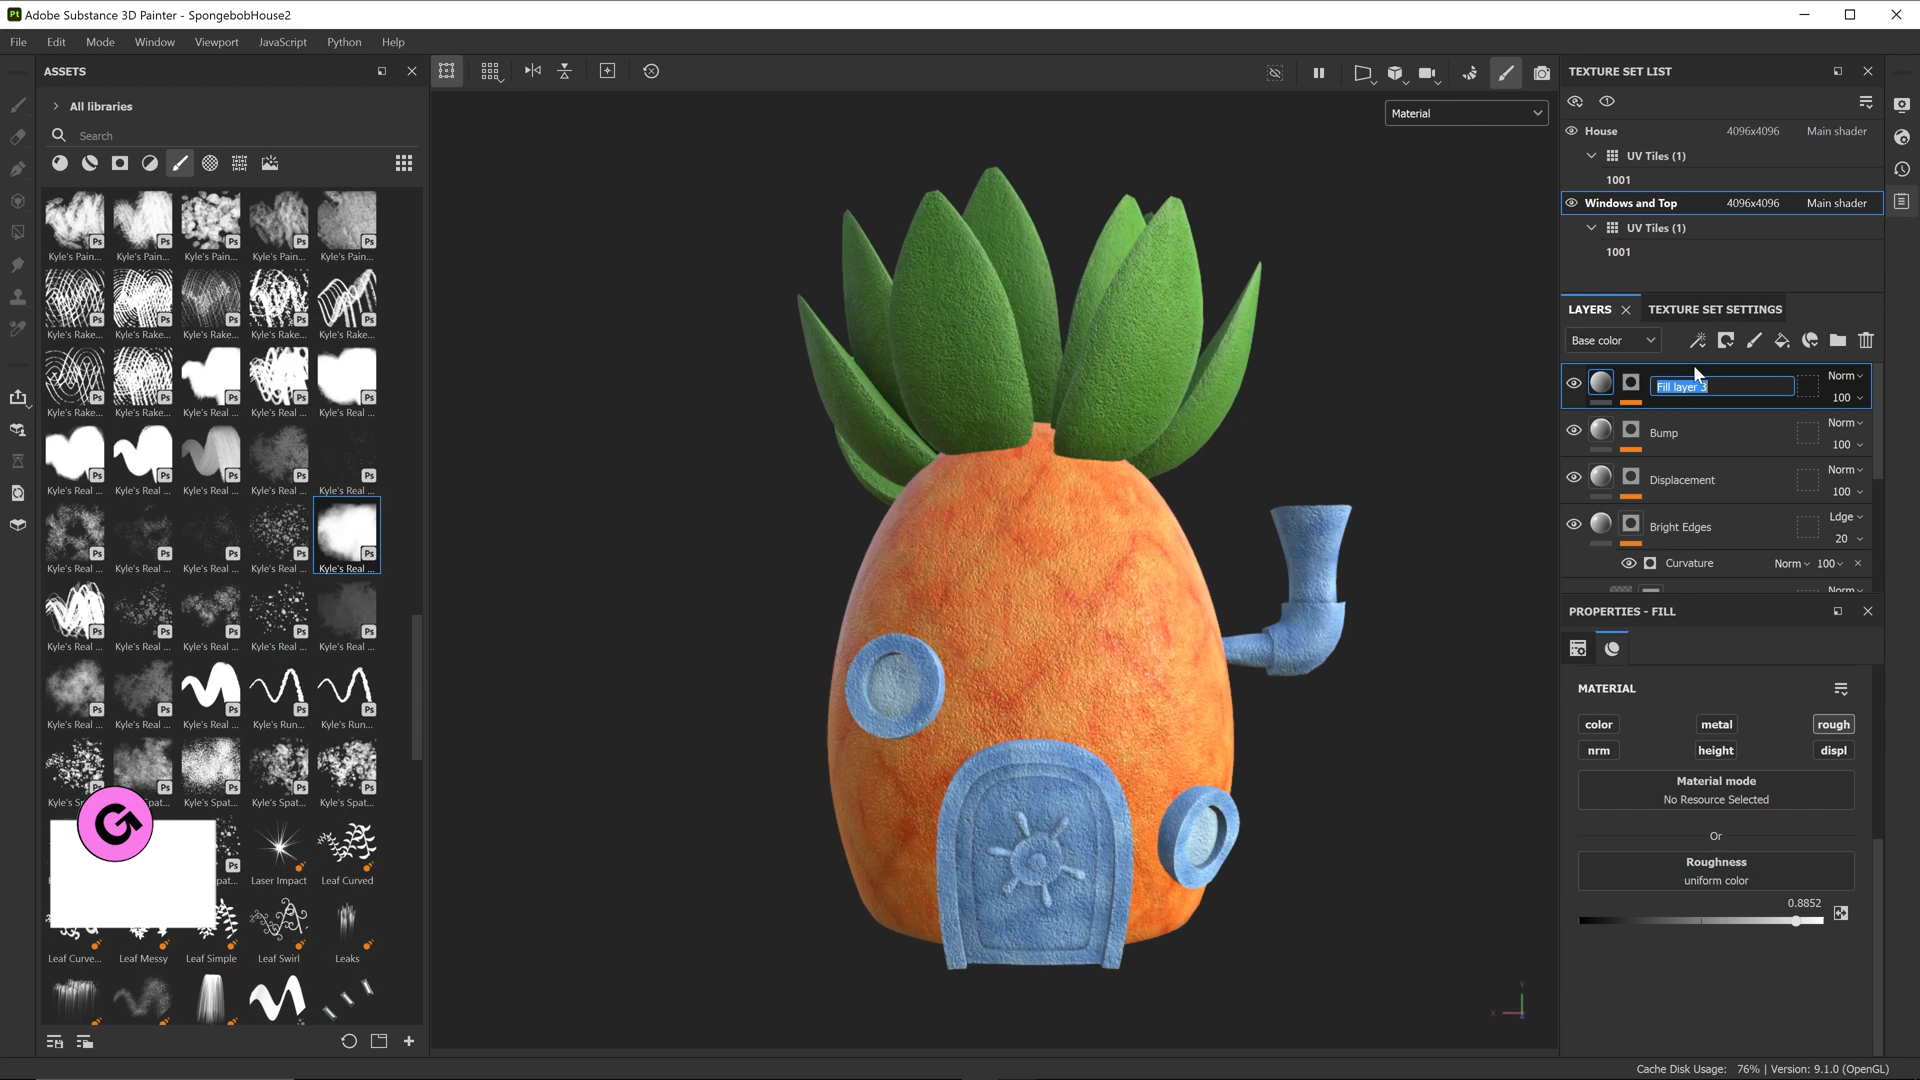 Pt Adobe Substance 3D Painter - SpongebobHouse2
File Edit Mode Window Viewport JavaScript Python Help
ASSETS
All libraries
Search
Kyle's Pain... Kyle's Pain... Kyle's Pain... Kyle's Pain... Kyle's Pain...
Kyle's Rake... Kyle's Rake... Kyle's Rake... Kyle's Rake... Kyle's Rake...
Kyle's Rake... Kyle's Rake... Kyle's Real ... Kyle's Real ... Kyle's Real ...
Kyle's Real ... Kyle's Real ... Kyle's Real ... Kyle's Real ... Kyle's Real ...
Kyle's Real ... Kyle's Real ... Kyle's Real ... Kyle's Real ... Kyle's Real ...
Kyle's Real ... Kyle's Real ... Kyle's Real ... Kyle's Real ... Kyle's Real ...
Kyle's Real ... Kyle's Real ... Kyle's Real ... Kyle's Run... Kyle's Run...
Kyle's Spat... Kyle's Spat... Kyle's Spat...
Laser Impact Leaf Curved
Leaf Curve... Leaf Messy Leaf Simple Leaf Swirl Leaks
Material
TEXTURE SET LIST
House 4096x4096 Main shader
UV Tiles (1)
1001
Windows and Top 4096x4096 Main shader
UV Tiles (1)
1001
LAYERS TEXTURE SET SETTINGS
Base color
Fill layer 3 Norm
100
Bump Norm
100
Displacement Norm
100
Bright Edges Ldge
20
Curvature Norm 100
Norm
PROPERTIES - FILL
MATERIAL
color metal rough
nrm height displ
Material mode
No Resource Selected
Or
Roughness
uniform color
0.8852
Cache Disk Usage: 76% | Version: 9.1.0 (OpenGL)